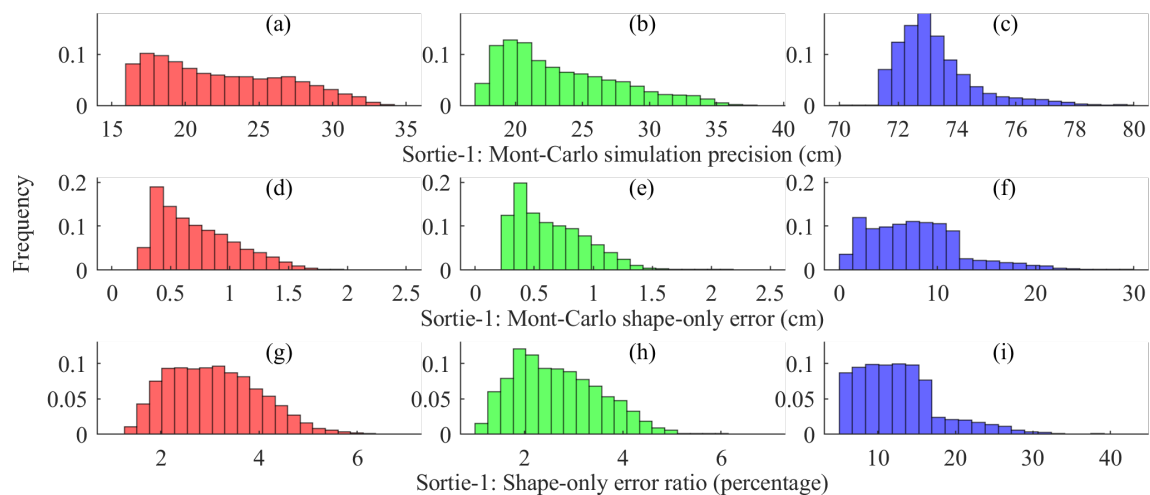 (a) (b) (c)
0.1 0.1 0.1
0 0 0
15 20 25 30 35 20 25 30 35 40 70 72 74 76 78 80
Sortie-1: Mont-Carlo simulation precision (cm)
Frequency
(d) (e) (f)
0.2 0.2 0.2
0.1 0.1 0.1
0 0 0
0 0.5 1 1.5 2 2.5 0 0.5 1 1.5 2 2.5 0 10 20 30
Sortie-1: Mont-Carlo shape-only error (cm)
(g) (h) (i)
0.1 0.1 0.1
0.05 0.05 0.05
0 0 0
2 4 6 2 4 6 10 20 30 40
Sortie-1: Shape-only error ratio (percentage)